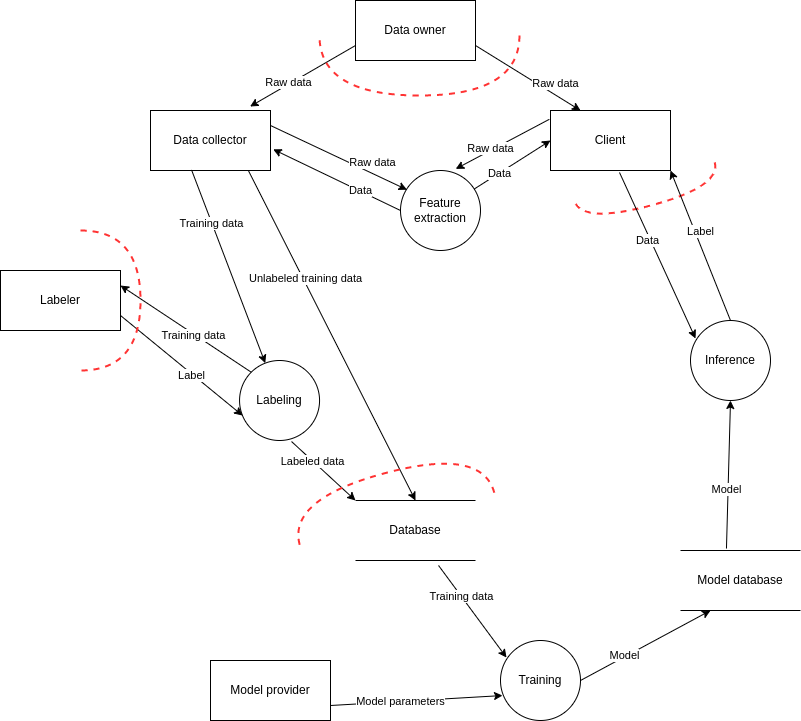 Data owner
Raw data
Raw data
Data collector
Client
Raw data
Raw data
Data
Data
Feature
extraction
Training data
Data
Label
Unlabeled training data
Labeler
Training data
Label
Inference
Labeling
Labeled data
Model
Database
Model database
Training data
Model
Training
Model provider
Model parameters